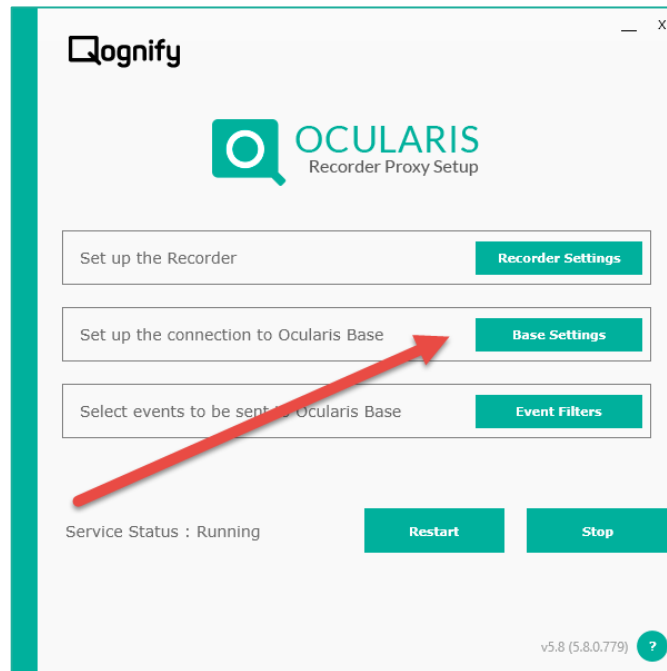 — X
Qognify
OCULARIS
Recorder Proxy Setup
Set up the Recorder
Recorder Settings
Set up the connection to Ocularis Base
Base Settings
Select events to be sent to Ocularis Base
Event Filters
Service Status : Running
Restart
Stop
v5.8 (5.8.0.779)
?